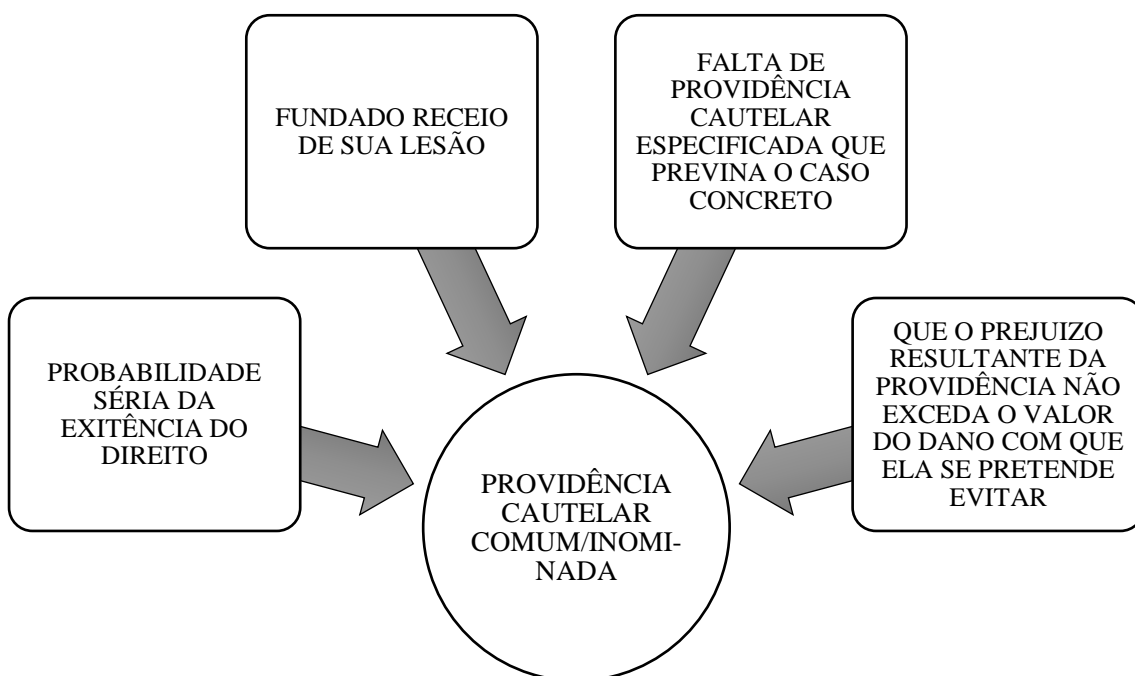 FUNDADO RECEIO
DE SUA LESÃO
FALTA DE
PROVIDÊNCIA
CAUTELAR
ESPECIFICADA QUE
PREVINA O CASO
CONCRETO
PROBABILIDADE
SÉRIA DA
EXITÊNCIA DO
DIREITO
QUE O PREJUIZO
RESULTANTE DA
PROVIDÊNCIA NÃO
EXCEDA O VALOR
DO DANO COM QUE
ELA SE PRETENDE
EVITAR
PROVIDÊNCIA
CAUTELAR
COMUM/INOMI-
NADA